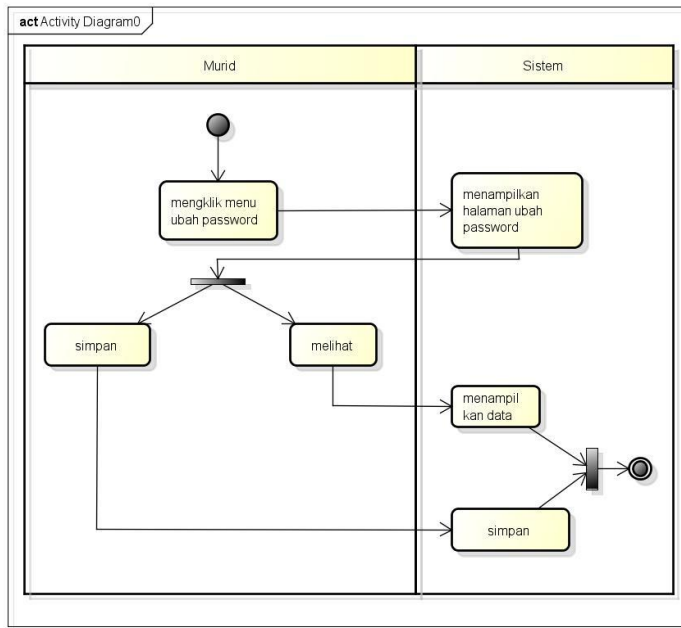 act Activity Diagram0
Murid
Sistem
mengklik menu
ubah password
menampilkan
halaman ubah
password
simpan
melihat
menampil
kan data
simpan